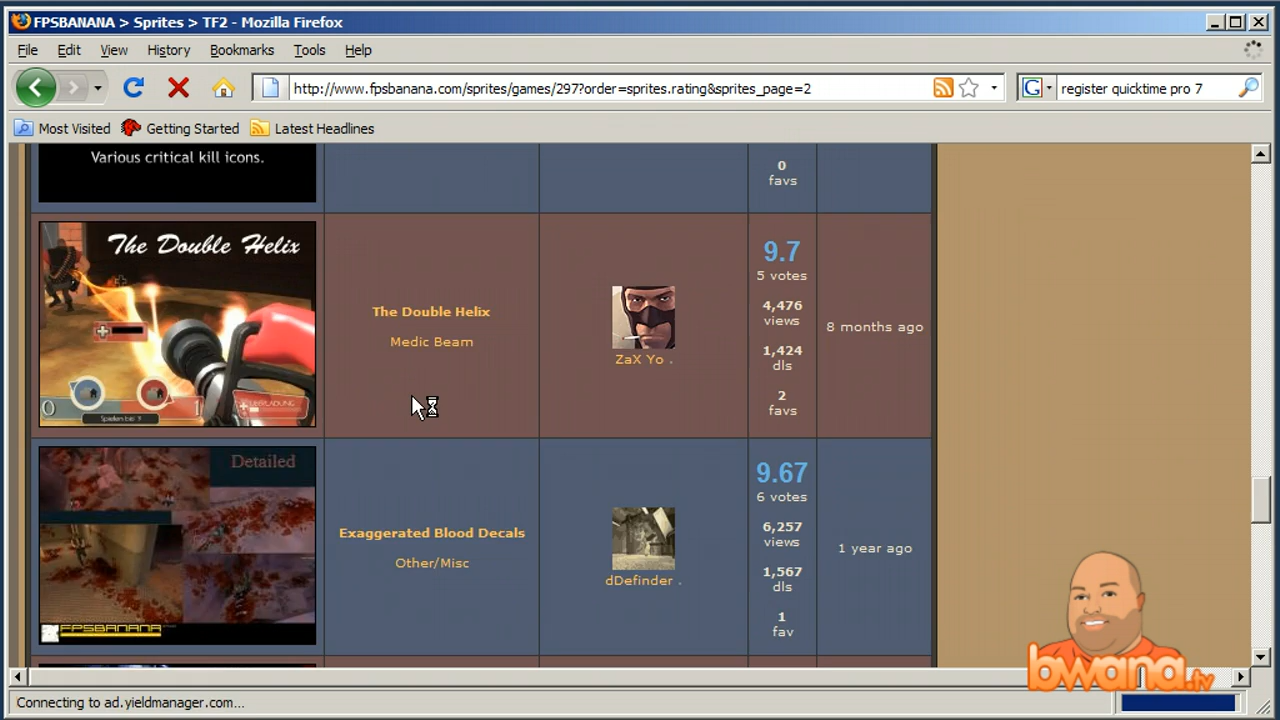 FPSBANANA > Sprites > TF2 - Mozilla Firefox
File Edit View History Bookmarks Tools Help
http://www.fpsbanana.com/sprites/games/297?order=sprites.rating&sprites_page=2
G
register quicktime pro 7
Most Visited Getting Started Latest Headlines
Various critical kill icons.
0
favs
The Double Helix
0 1
The Double Helix
Medic Beam
ZaX Yo .
9.7
5 votes
4,476
views
1,424
dls
2
favs
8 months ago
Detailed
FPSBANANA
Exaggerated Blood Decals
Other/Misc
dDefinder .
9.67
6 votes
6,257
views
1,567
dls
1
fav
1 year ago
bwana.tv
Connecting to ad.yieldmanager.com...